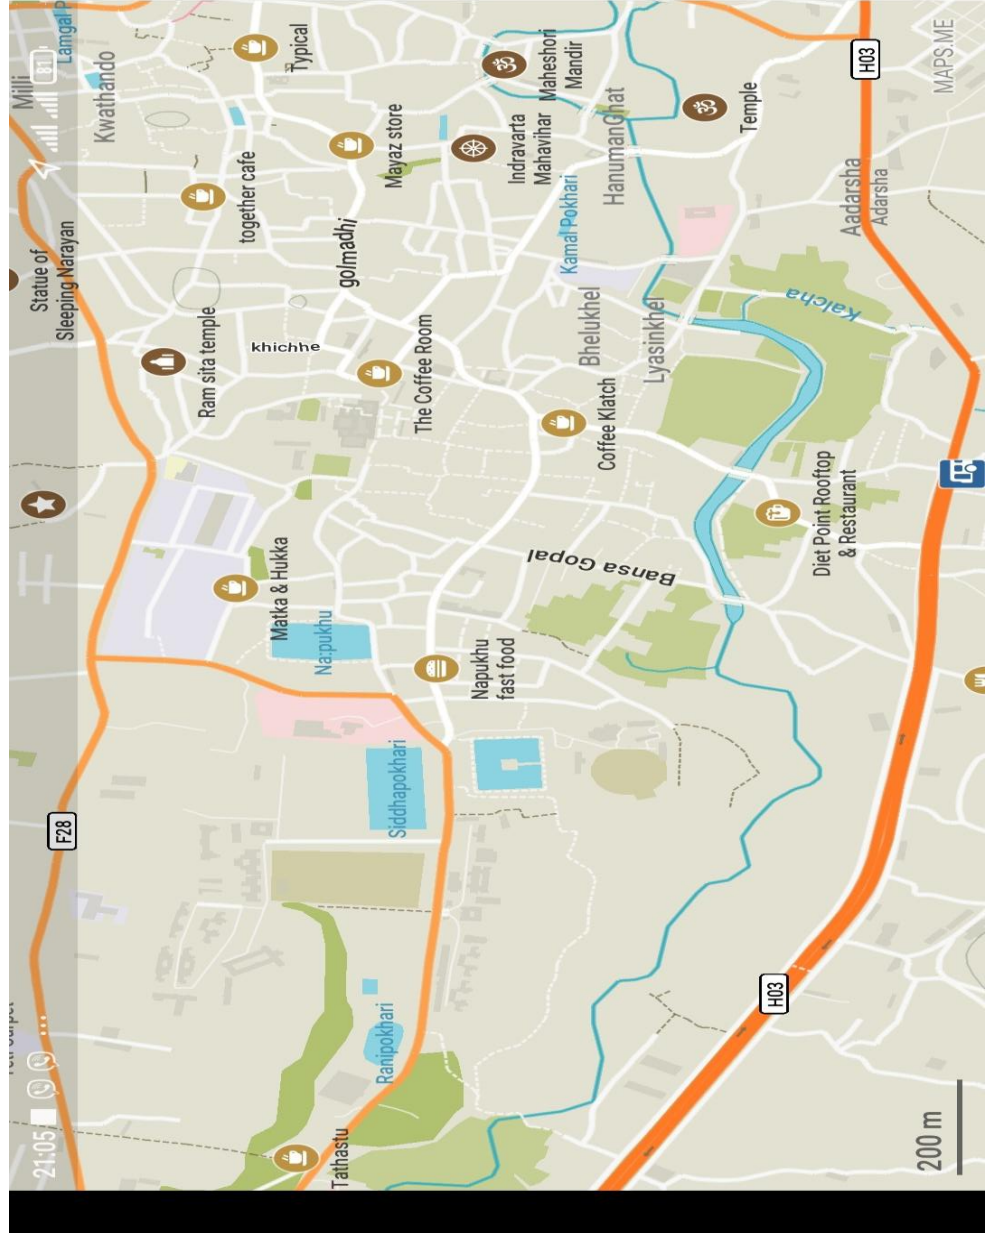 21:05
81
Milli
Kwathando
Typical
together cafe
Mayaz store
Maheshori
Mandir
Indravarta
Mahavihar
HanumanGhat
Temple
H03
MAPS.ME
Statue of
Sleeping Narayan
golmadhi
Kamal Pokhari
Aadarsha
Adarsha
Ram sita temple
khichhe
The Coffee Room
Bhelukhel
Lyasinkhel
Kalcha
Coffee Klatch
Diet Point Rooftop
& Restaurant
Bansa Gopal
Matka & Hukka
Na:pukhu
Napukhu
fast food
Siddhapokhari
F28
Ranipokhari
H03
Tathastu
200 m